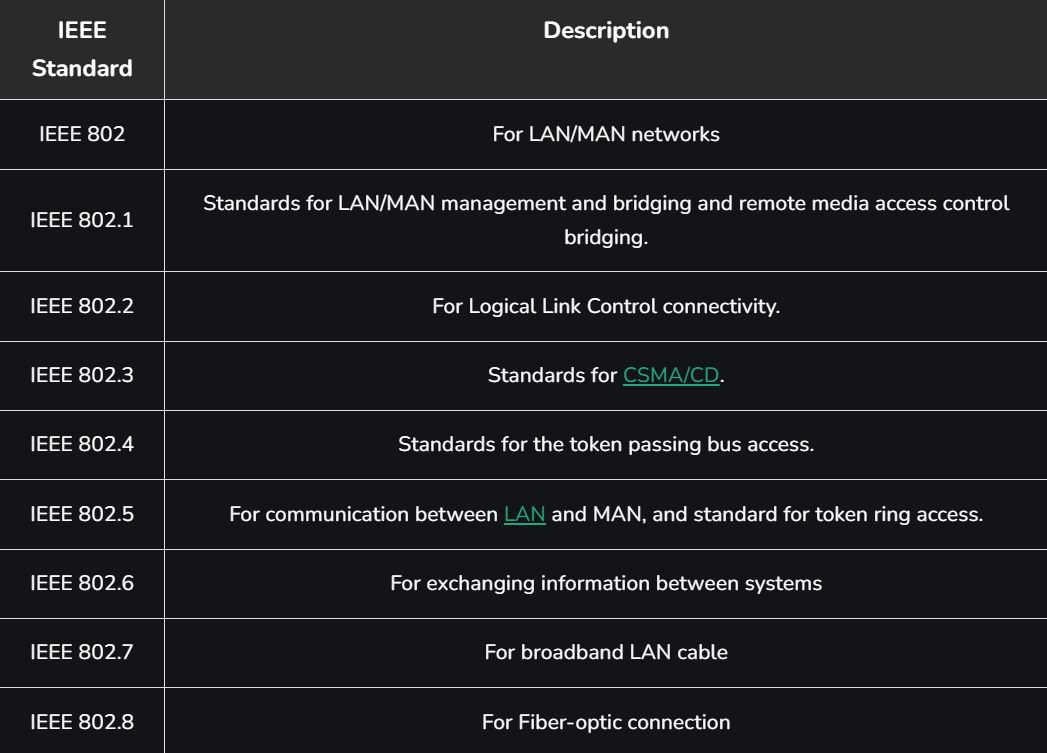 IEEE
Standard
Description
IEEE 802
For LAN/MAN networks
IEEE 802.1
Standards for LAN/MAN management and bridging and remote media access control
bridging.
IEEE 802.2
For Logical Link Control connectivity.
IEEE 802.3
Standards for CSMA/CD.
IEEE 802.4
Standards for the token passing bus access.
IEEE 802.5
For communication between LAN and MAN, and standard for token ring access.
IEEE 802.6
For exchanging information between systems
IEEE 802.7
For broadband LAN cable
IEEE 802.8
For Fiber-optic connection